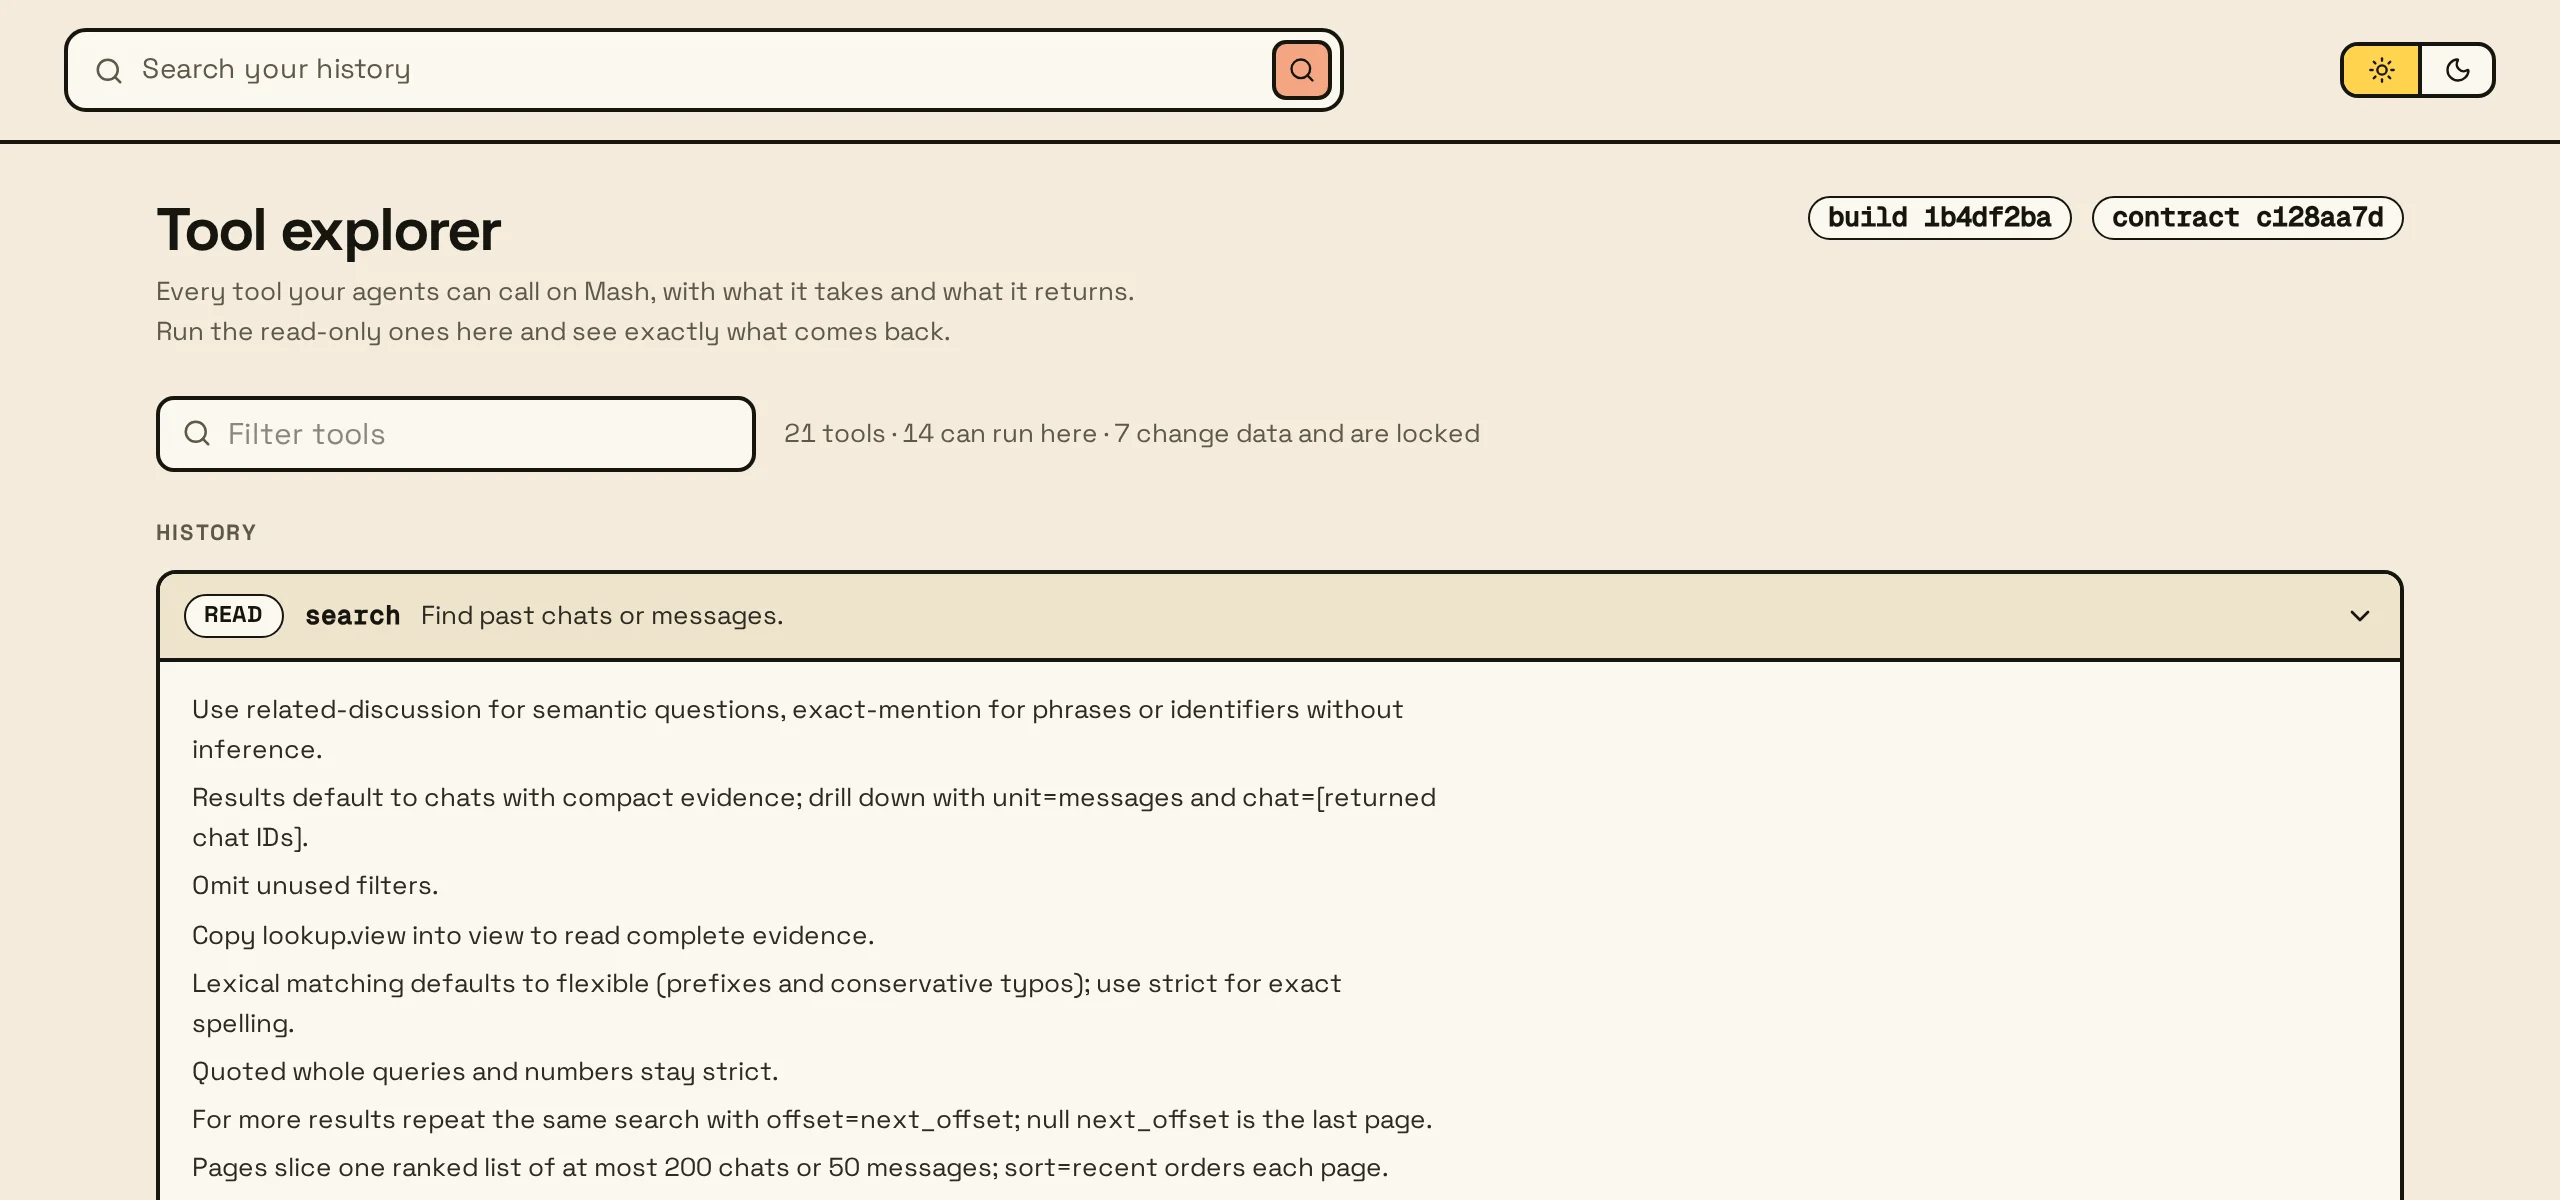 Search your history
Tool explorer
build 1b4df2ba
contract c128aa7d
Every tool your agents can call on Mash, with what it takes and what it returns.
Run the read-only ones here and see exactly what comes back.
Filter tools
21 tools · 14 can run here · 7 change data and are locked
HISTORY
READ search Find past chats or messages.
Use related-discussion for semantic questions, exact-mention for phrases or identifiers without
inference.
Results default to chats with compact evidence; drill down with unit=messages and chat=[returned
chat IDs].
Omit unused filters.
Copy lookup.view into view to read complete evidence.
Lexical matching defaults to flexible (prefixes and conservative typos); use strict for exact
spelling.
Quoted whole queries and numbers stay strict.
For more results repeat the same search with offset=next_offset; null next_offset is the last page.
Pages slice one ranked list of at most 200 chats or 50 messages; sort=recent orders each page.